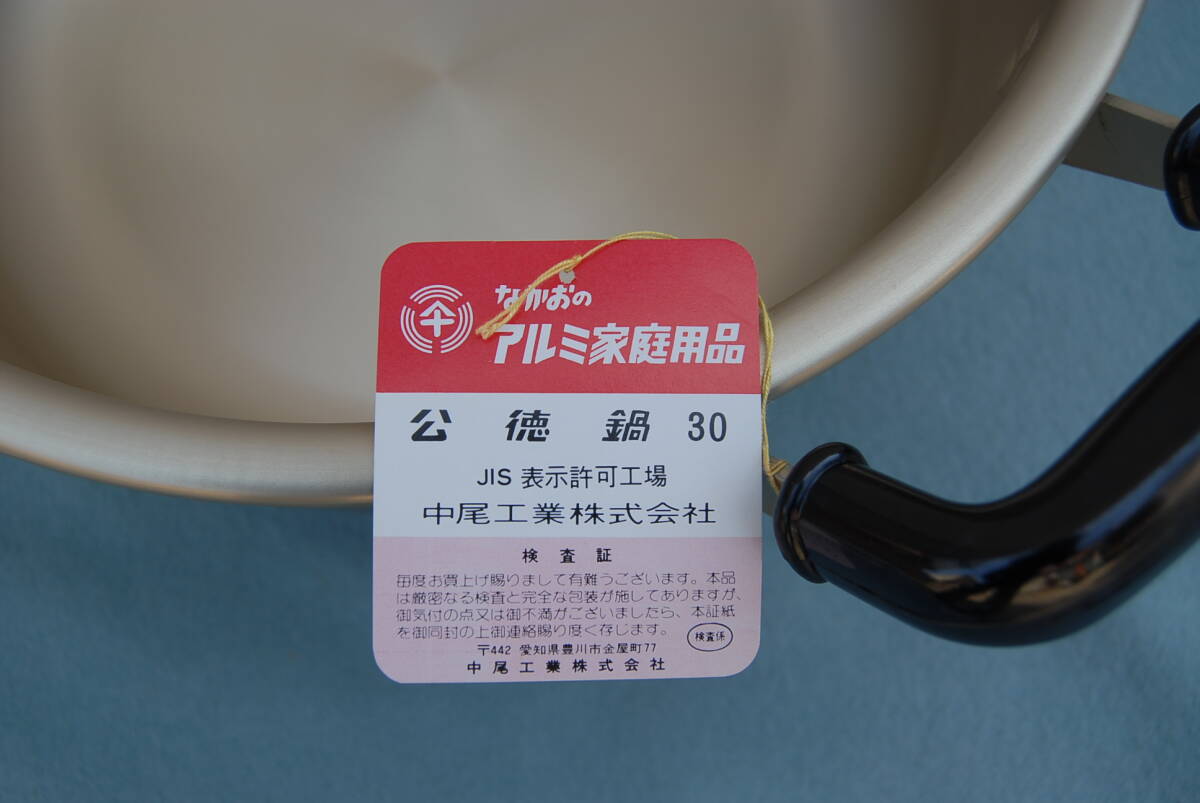 なかおの
アルミ家庭用品
公徳鍋 30
JIS 表示許可工場
中尾工業株式会社
検査証
毎度お買上げ賜りまして有難うございます。本品
は厳密なる検査と完全な包装が施してありますが、
御気付の点又は御不満がございましたら、本証紙
を御同封の上御連絡賜り度く存じます。
検査係
〒442 愛知県豊川市金屋町77
中尾工業株式会社